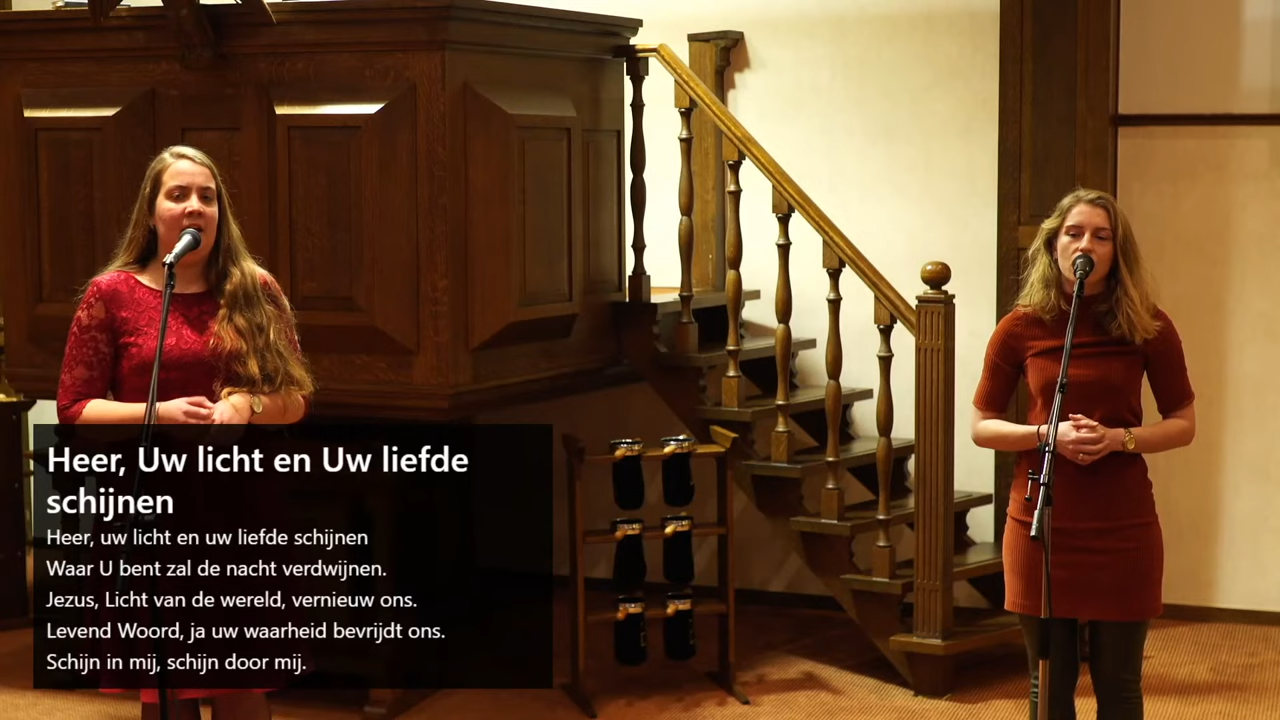 Heer, Uw licht en Uw liefde
schijnen
Heer, uw licht en uw liefde schijnen
Waar U bent zal de nacht verdwijnen.
Jezus, Licht van de wereld, vernieuw ons.
Levend Woord, ja uw waarheid bevrijdt ons.
Schijn in mij, schijn door mij.